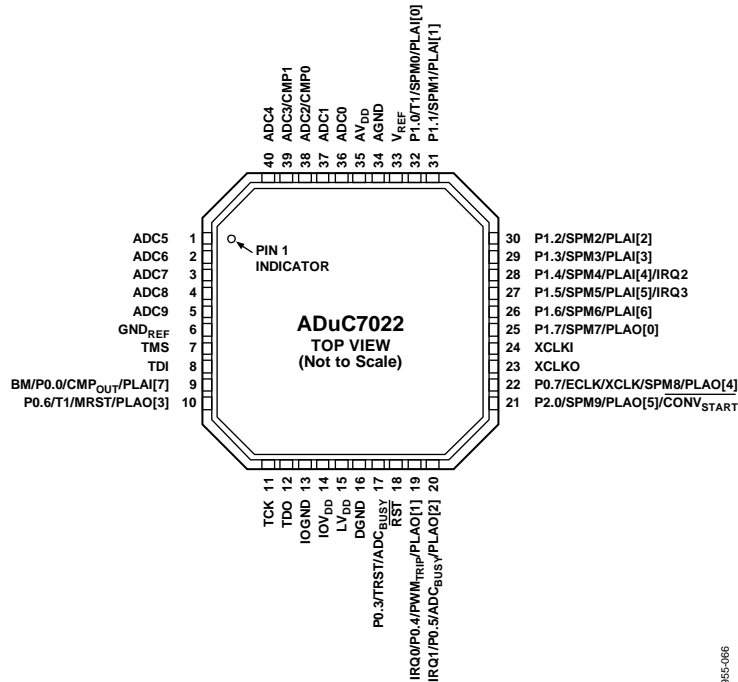 40 ADC4
39 ADC3/CMP1
38 ADC2/CMP0
37 ADC1
36 ADC0
35 AVDD
34 AGND
33 VREF
32 P1.0/T1/SPM0/PLAI[0]
31 P1.1/SPM1/PLAI[1]
ADC5 1
ADC6 2
ADC7 3
ADC8 4
ADC9 5
GNDREF 6
TMS 7
TDI 8
BM/P0.0/CMPOUT/PLAI[7] 9
P0.6/T1/MRST/PLAO[3] 10
PIN 1
INDICATOR
ADuC7022
TOP VIEW
(Not to Scale)
30 P1.2/SPM2/PLAI[2]
29 P1.3/SPM3/PLAI[3]
28 P1.4/SPM4/PLAI[4]/IRQ2
27 P1.5/SPM5/PLAI[5]/IRQ3
26 P1.6/SPM6/PLAI[6]
25 P1.7/SPM7/PLAO[0]
24 XCLKI
23 XCLKO
22 P0.7/ECLK/XCLK/SPM8/PLAO[4]
21 P2.0/SPM9/PLAO[5]/CONVSTART
TCK 11
TDO 12
IOGND 13
IOVDD 14
LVDD 15
DGND 16
P0.3/TRST/ADCBUSY 17
RST 18
IRQ0/P0.4/PWMTRIP/PLAO[1] 19
IRQ1/P0.5/ADCBUSY/PLAO[2] 20